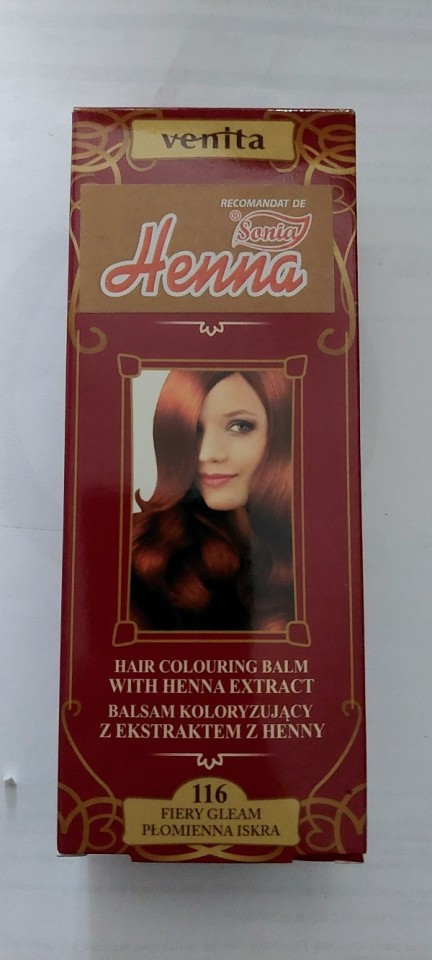 venita
RECOMANDAT DE
® Sonia
Henna
HAIR COLOURING BALM
WITH HENNA EXTRACT
BALSAM KOLORYZUJĄCY
Z EKSTRAKTEM Z HENNY
116
FIERY GLEAM
PŁOMIENNA ISKRA